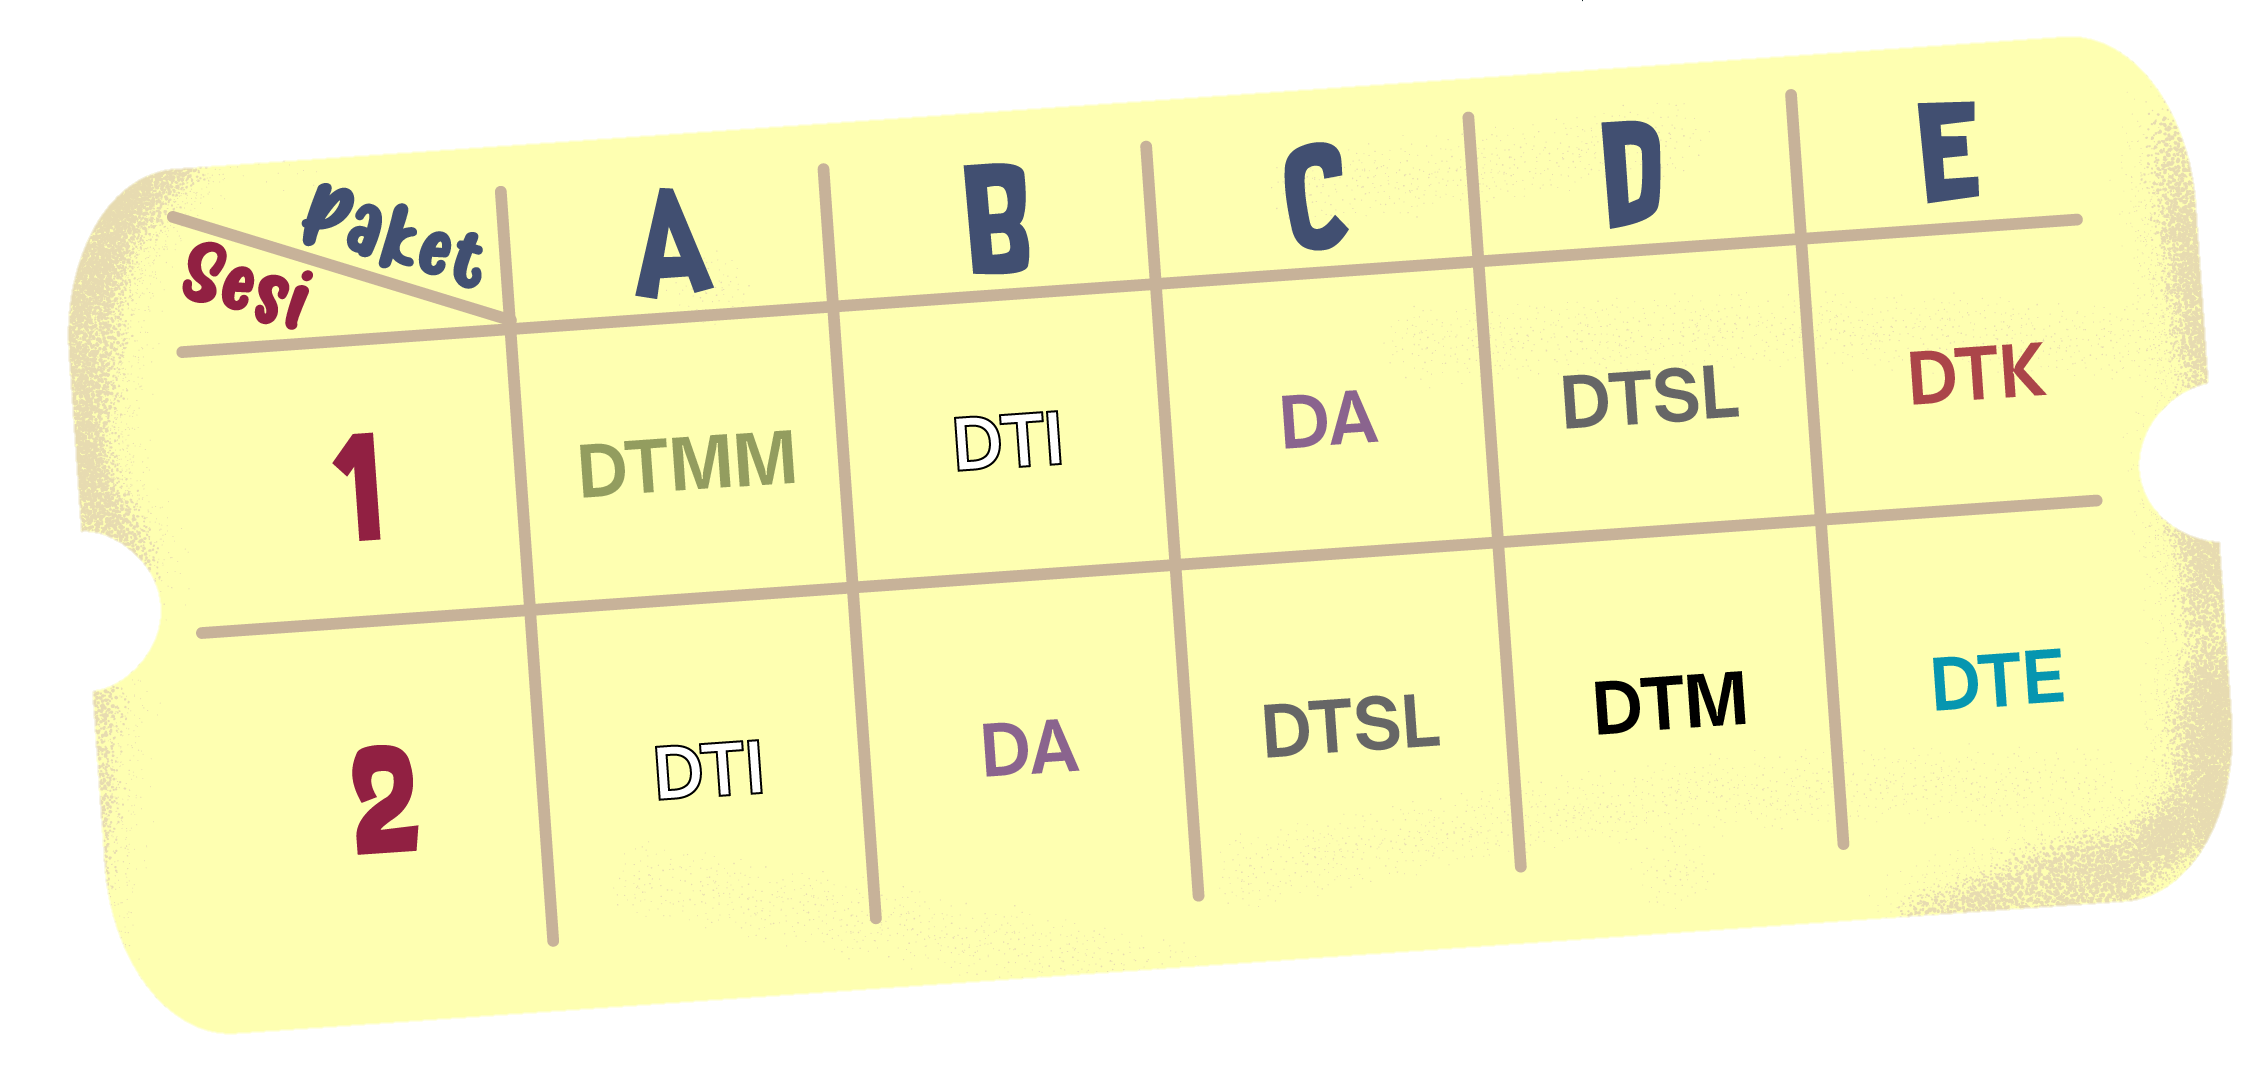 Paket A B C D E
Sesi
1 DTMM DTI DA DTSL DTK
2 DTI DA DTSL DTM DTE